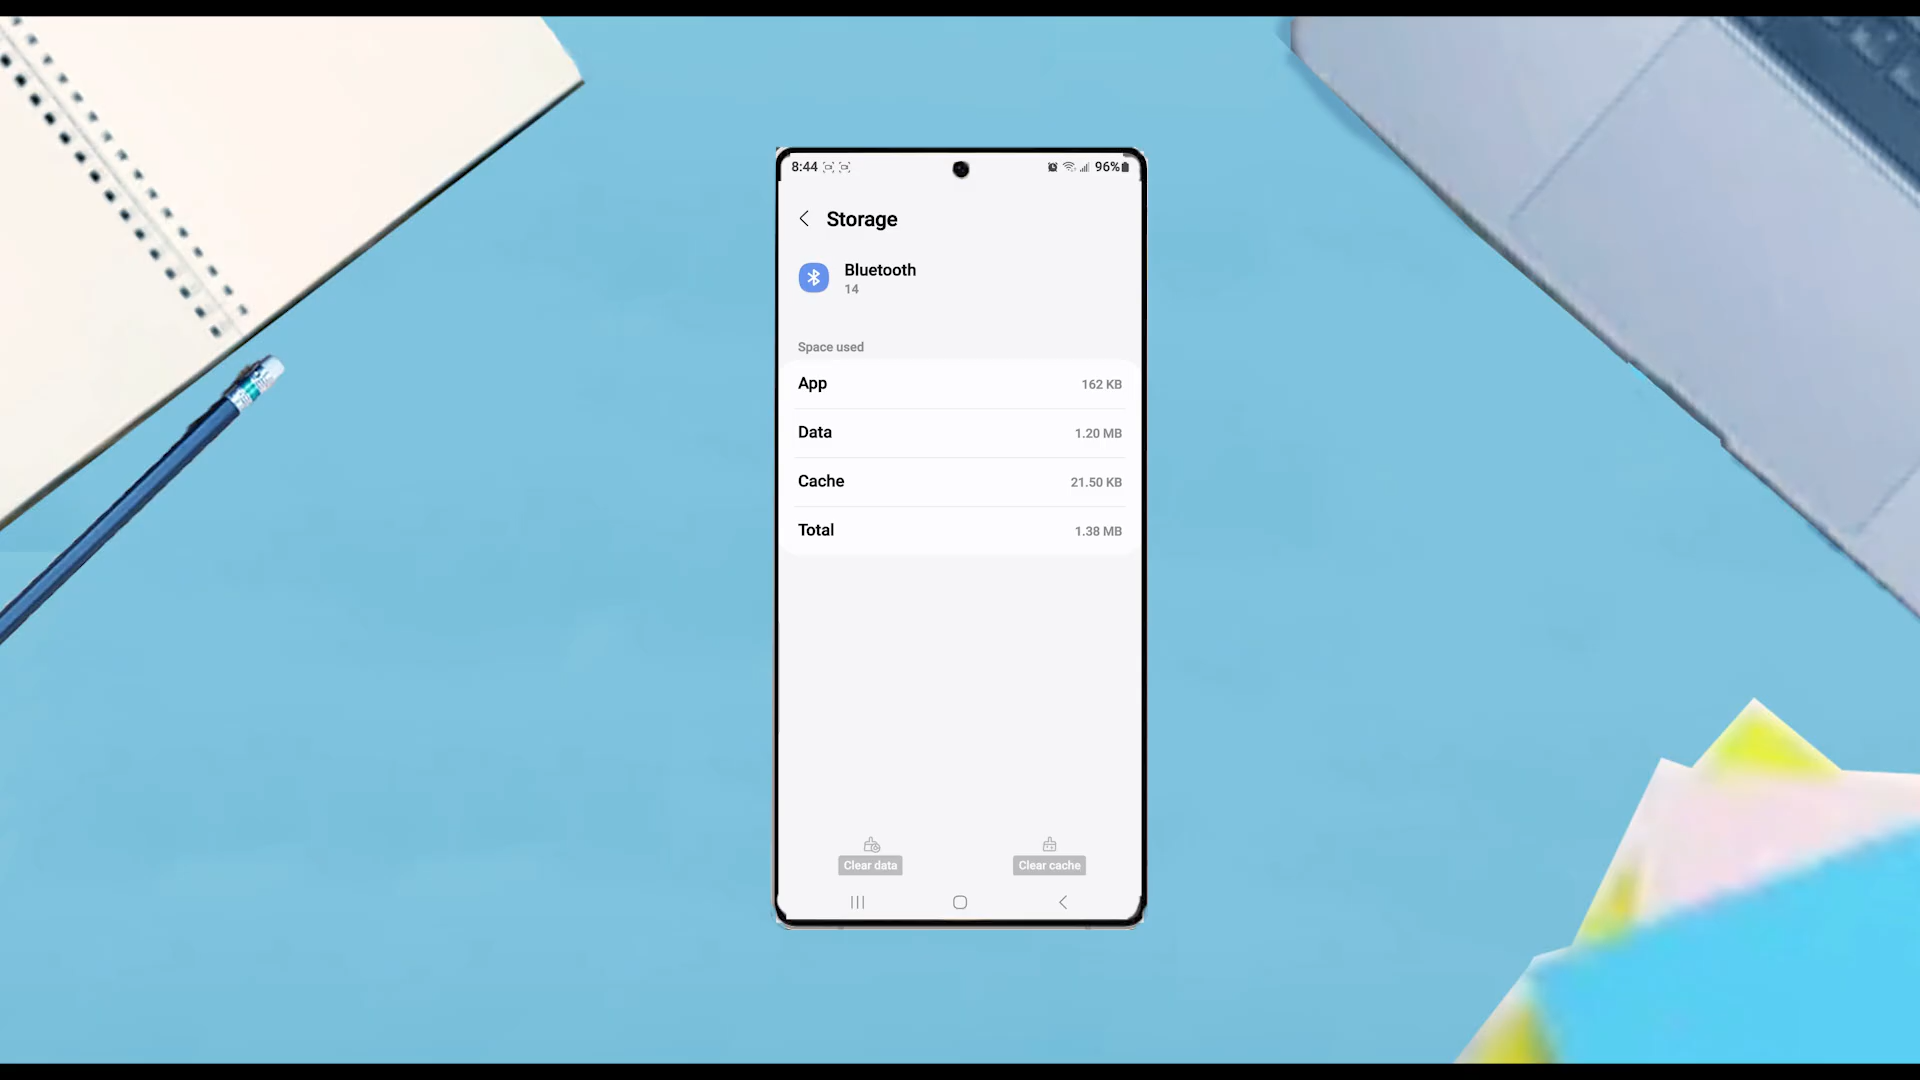 8:44 96%
Storage
Bluetooth
14
Space used
App 162 KB
Data 1.20 MB
Cache 21.50 KB
Total 1.38 MB
Clear data Clear cache